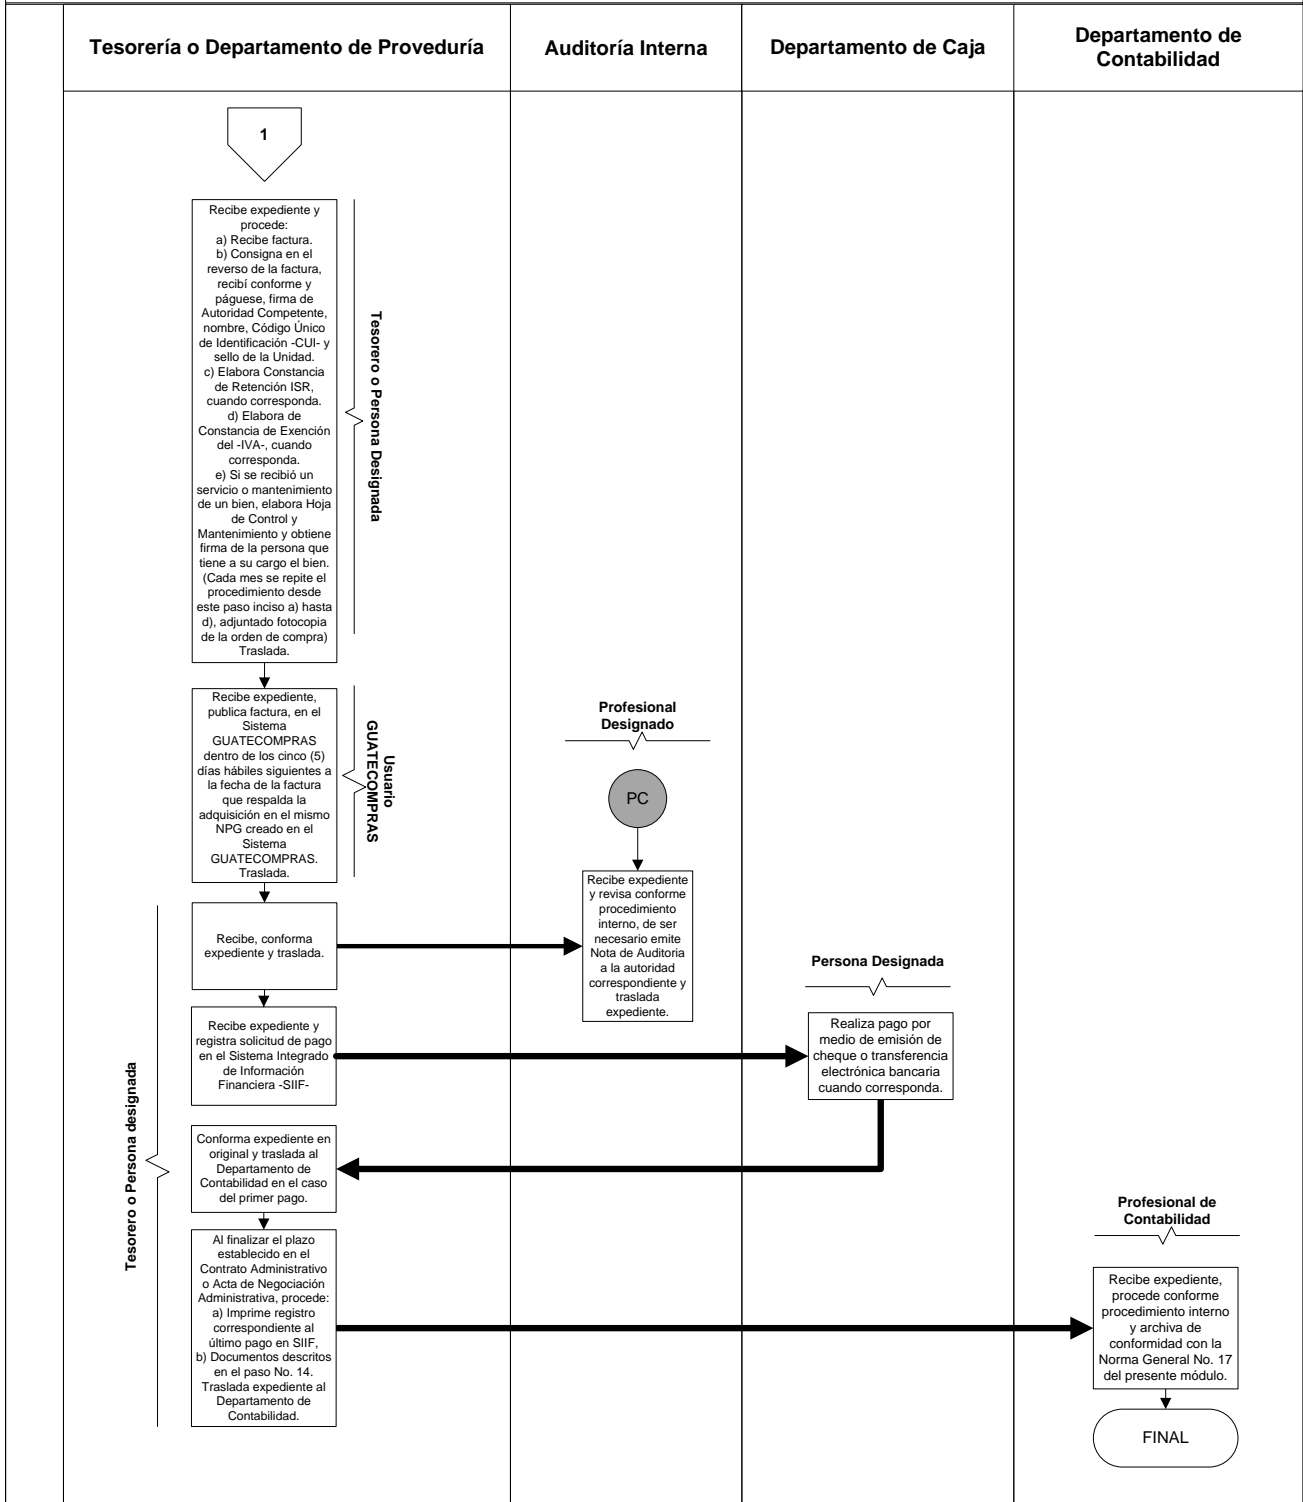 Tesorería o Departamento de Proveduría
Auditoría Interna
Departamento de Caja
Departamento de
Contabilidad
1
Recibe expediente y
procede:
a) Recibe factura.
b) Consigna en el
reverso de la factura,
recibí conforme y
páguese, firma de
Autoridad Competente,
nombre, Código Único
de Identificación -CUI- y
sello de la Unidad.
c) Elabora Constancia
de Retención ISR,
cuando corresponda.
d) Elabora de
Constancia de Exención
del -IVA-, cuando
corresponda.
e) Si se recibió un
servicio o mantenimiento
de un bien, elabora Hoja
de Control y
Mantenimiento y obtiene
firma de la persona que
tiene a su cargo el bien.
(Cada mes se repite el
procedimiento desde
este paso inciso a) hasta
d), adjuntado fotocopia
de la orden de compra)
Traslada.
Tesorero o Persona Designada
Recibe expediente,
publica factura, en el
Sistema
GUATECOMPRAS
dentro de los cinco (5)
días hábiles siguientes a
la fecha de la factura
que respalda la
adquisición en el mismo
NPG creado en el
Sistema
GUATECOMPRAS.
Traslada.
Usuario
GUATECOMPRAS
Profesional
Designado
PC
Recibe expediente
y revisa conforme
procedimiento
interno, de ser
necesario emite
Nota de Auditoria
a la autoridad
correspondiente y
traslada
expediente.
Recibe, conforma
expediente y traslada.
Persona Designada
Recibe expediente y
registra solicitud de pago
en el Sistema Integrado
de Información
Financiera -SIIF-
Realiza pago por
medio de emisión de
cheque o transferencia
electrónica bancaria
cuando corresponda.
Tesorero o Persona designada
Conforma expediente en
original y traslada al
Departamento de
Contabilidad en el caso
del primer pago.
Al finalizar el plazo
establecido en el
Contrato Administrativo
o Acta de Negociación
Administrativa, procede:
a) Imprime registro
correspondiente al
último pago en SIIF,
b) Documentos descritos
en el paso No. 14.
Traslada expediente al
Departamento de
Contabilidad.
Profesional de
Contabilidad
Recibe expediente,
procede conforme
procedimiento interno
y archiva de
conformidad con la
Norma General No. 17
del presente módulo.
FINAL